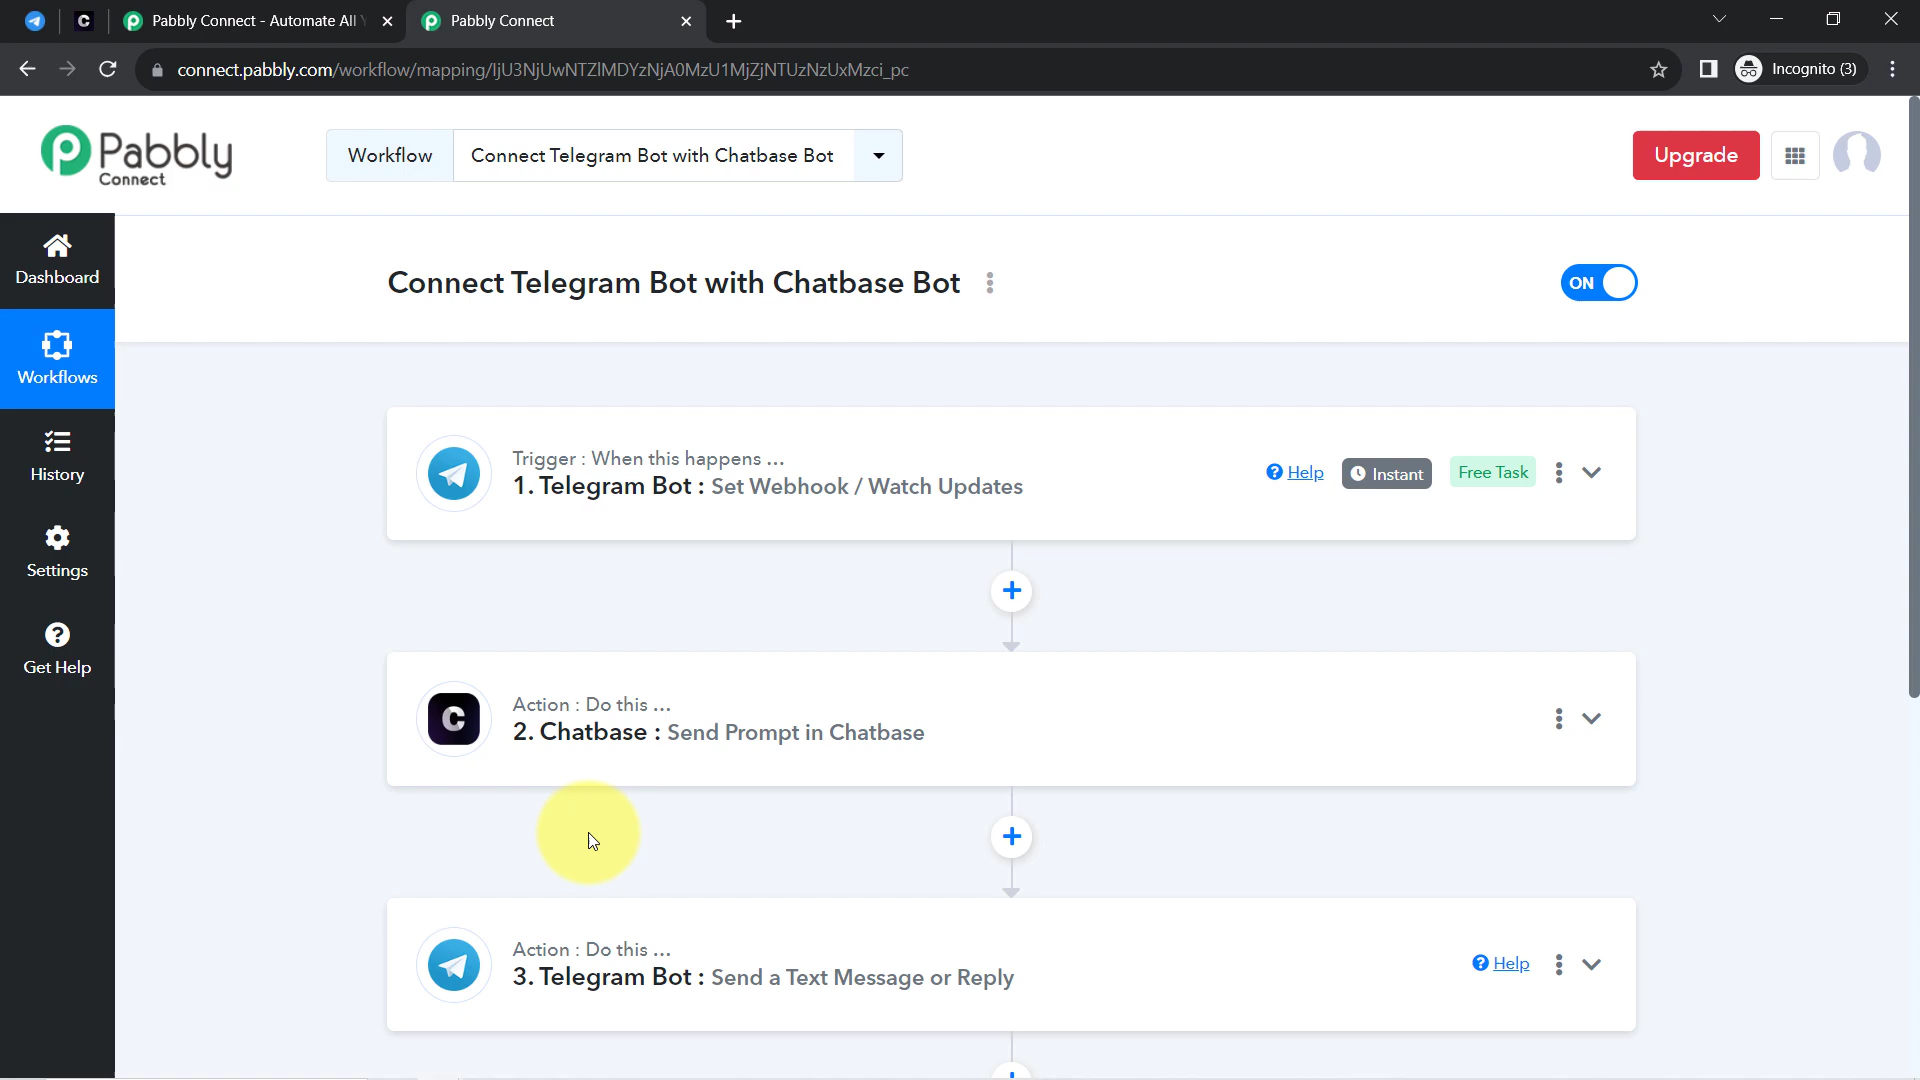 Pabbly Connect - Automate All
Pabbly Connect
connect.pabbly.com/workflow/mapping/IjU3NjUwNTZlMDYzNjA0MzU1MjZjNTUzNzUxMzci_pc
Incognito (3)
Pabbly
Connect
Workflow
Connect Telegram Bot with Chatbase Bot
Upgrade
Dashboard
Workflows
History
Settings
Get Help
Connect Telegram Bot with Chatbase Bot
ON
Trigger : When this happens ...
1. Telegram Bot : Set Webhook / Watch Updates
Help
Instant
Free Task
Action : Do this ...
2. Chatbase : Send Prompt in Chatbase
Action : Do this ...
3. Telegram Bot : Send a Text Message or Reply
Help